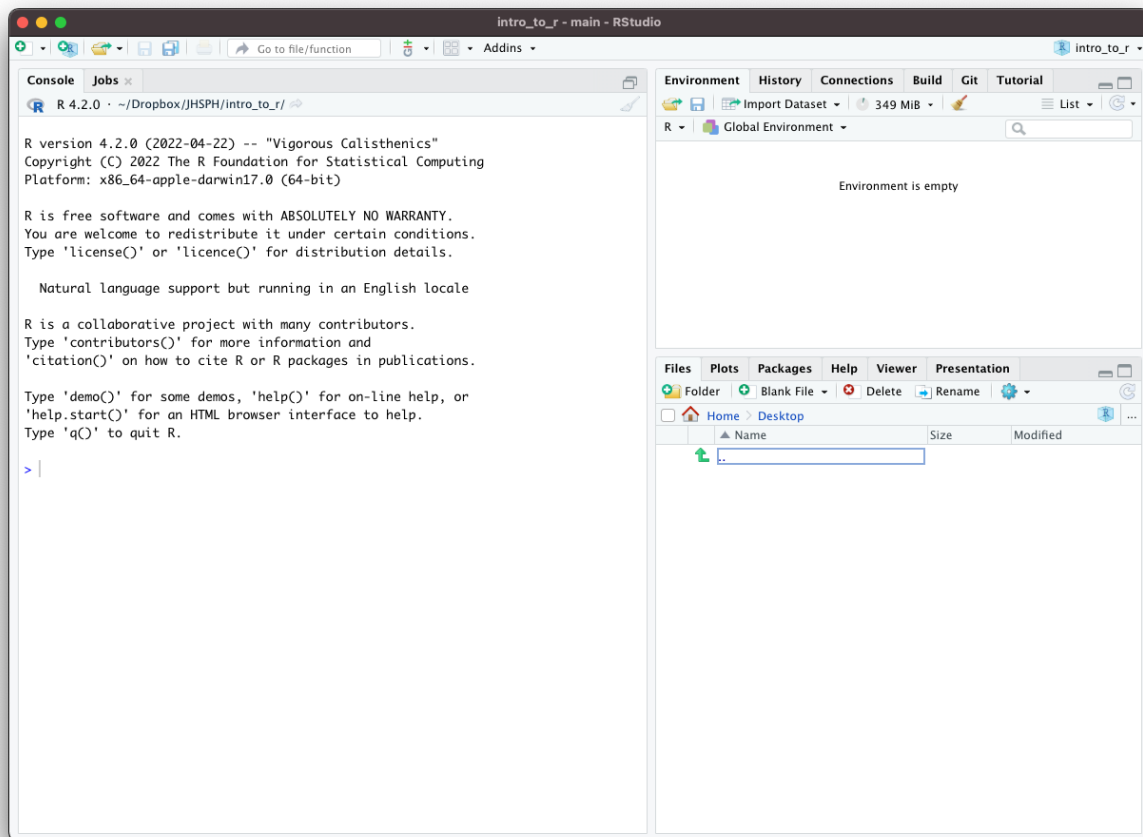 intro_to_r - main - RStudio
Go to file/function
Addins
intro_to_r
Console Jobs
R 4.2.0 · ~/Dropbox/JHSPH/intro_to_r/
R version 4.2.0 (2022-04-22) -- "Vigorous Calisthenics"
Copyright (C) 2022 The R Foundation for Statistical Computing
Platform: x86_64-apple-darwin17.0 (64-bit)
R is free software and comes with ABSOLUTELY NO WARRANTY.
You are welcome to redistribute it under certain conditions.
Type 'license()' or 'licence()' for distribution details.
Natural language support but running in an English locale
R is a collaborative project with many contributors.
Type 'contributors()' for more information and
'citation()' on how to cite R or R packages in publications.
Type 'demo()' for some demos, 'help()' for on-line help, or
'help.start()' for an HTML browser interface to help.
Type 'q()' to quit R.
>
Environment History Connections Build Git Tutorial
Import Dataset 349 MiB List
R Global Environment
Environment is empty
Files Plots Packages Help Viewer Presentation
Folder Blank File Delete Rename
Home > Desktop ...
Name Size Modified
..